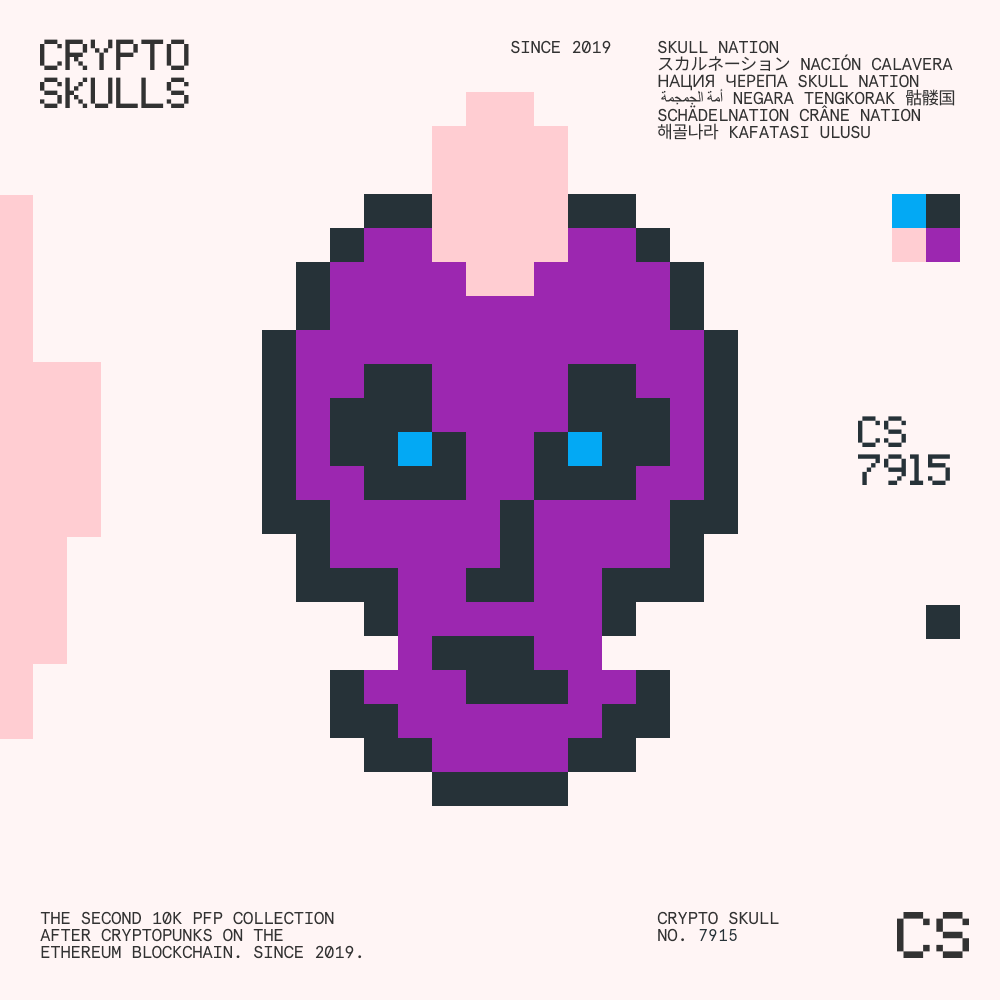 CRYPTO
SKULLS
SINCE 2019
SKULL NATION
スカルネーション NACIÓN CALAVERA
НАЦИЯ ЧЕРЕПА SKULL NATION
أمة الجمجمة NEGARA TENGKORAK 骷髅国
SCHÄDELNATION CRÂNE NATION
해골나라 KAFATASI ULUSU
CS
7915
THE SECOND 10K PFP COLLECTION
AFTER CRYPTOPUNKS ON THE
ETHEREUM BLOCKCHAIN. SINCE 2019.
CRYPTO SKULL
NO. 7915
CS